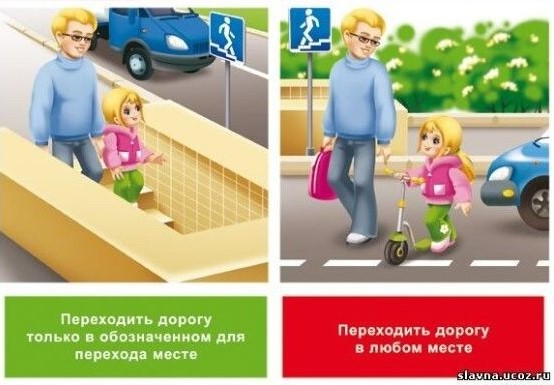 Переходить дорогу
только в обозначенном для
перехода месте
Переходить дорогу
в любом месте
slavna.ucoz.ru